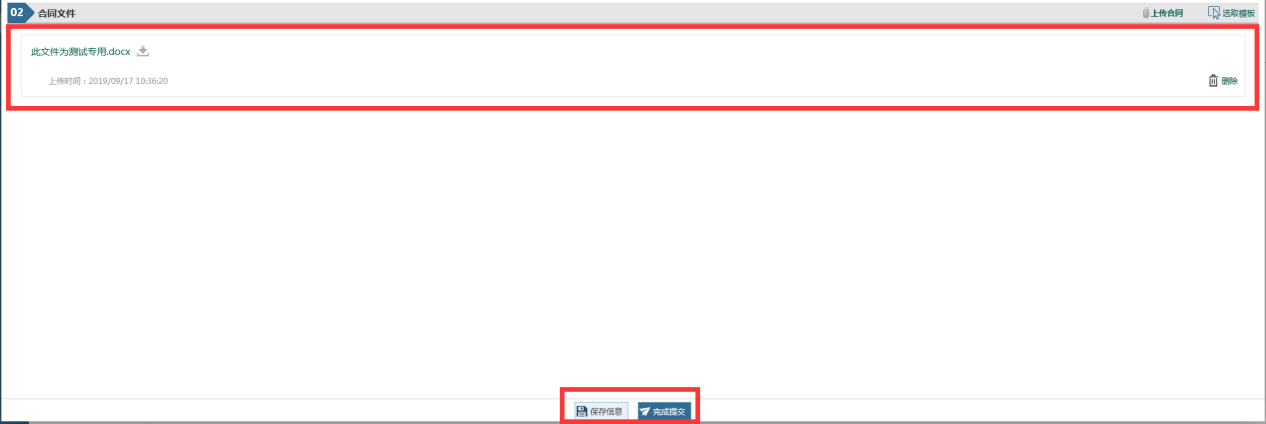 02 合同文件 上传合同 选取模板
此文件为测试专用.docx
上传时间：2019/09/17 10:36:20 删除
保存信息 完成提交